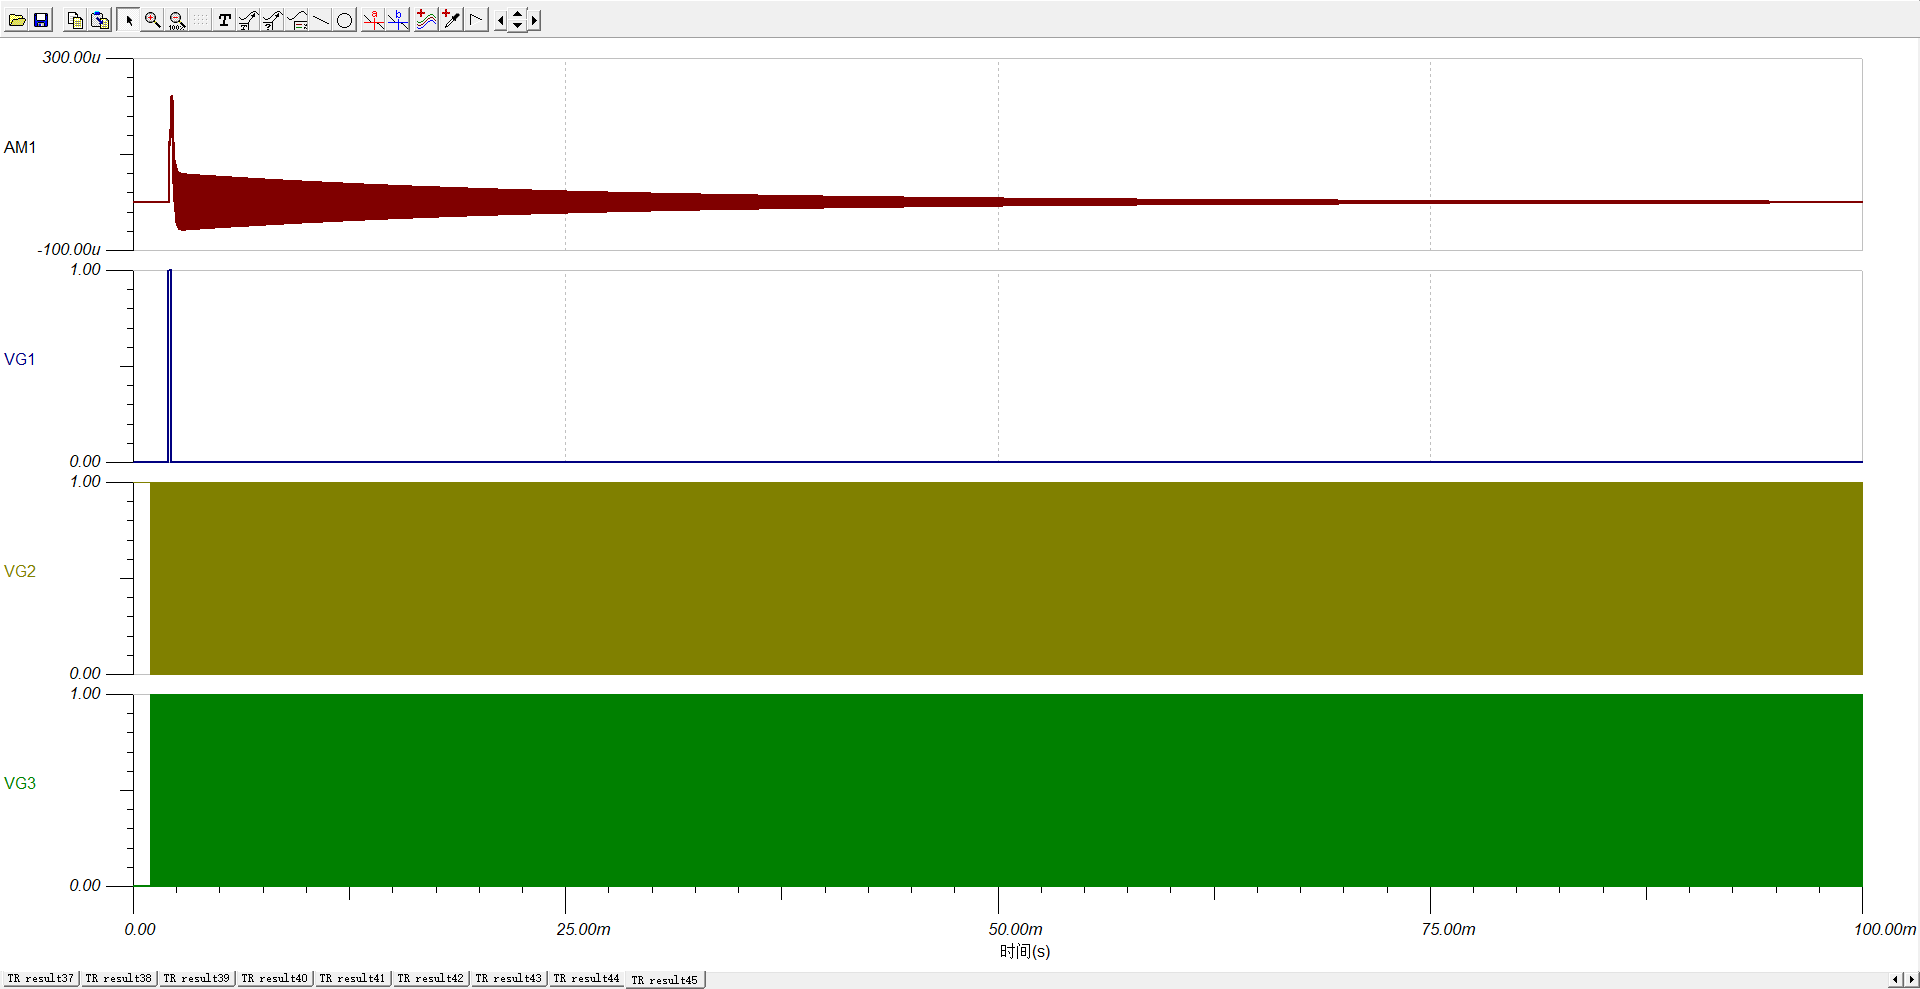 T
100%
a
b
300.00u
AM1
-100.00u
1.00
VG1
0.00
1.00
VG2
0.00
1.00
VG3
0.00
0.00 25.00m 50.00m 75.00m 100.00m
时间(s)
TR result37 TR result38 TR result39 TR result40 TR result41 TR result42 TR result43 TR result44 TR result45